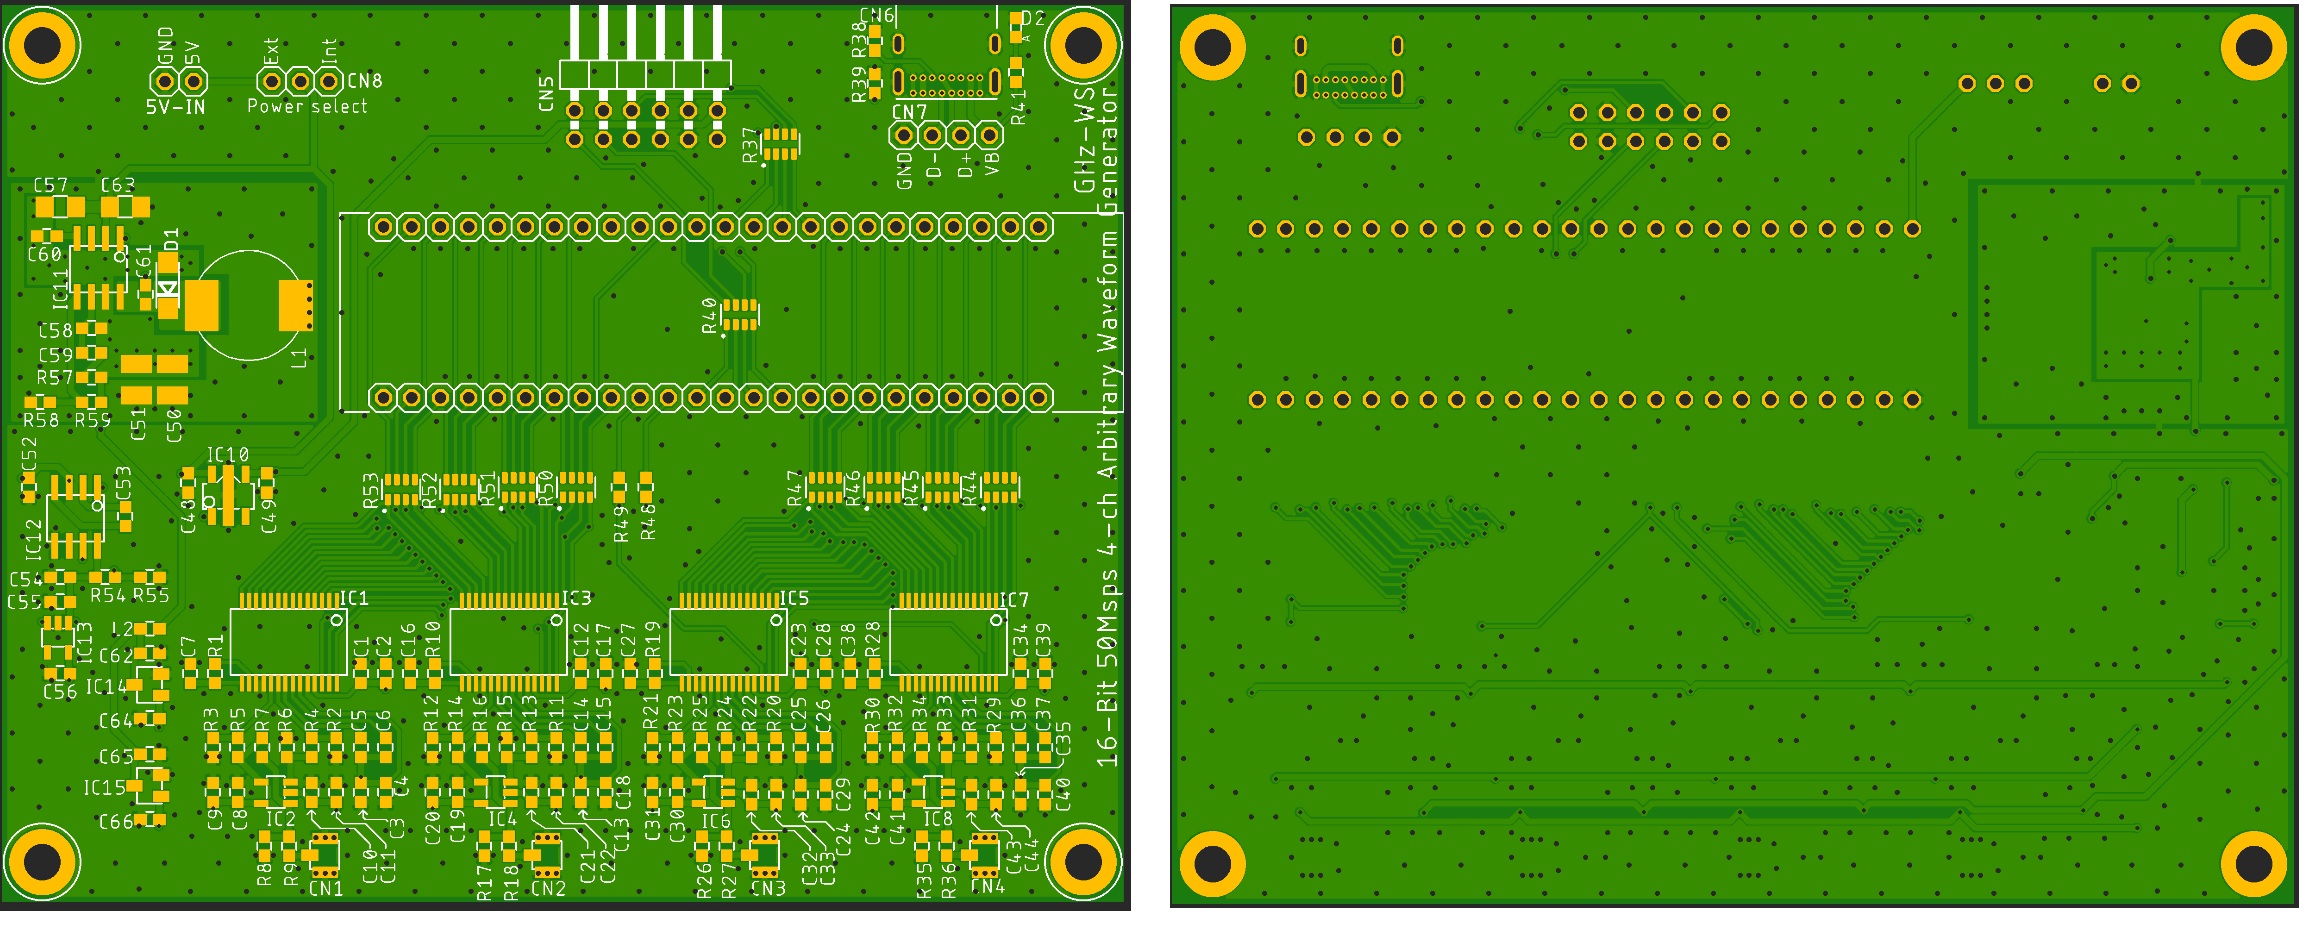 GND
5V
5V-IN
Ext
Int
CN8
Power select
CN5
R37
CN6
R38
R39
D2
A
R41
CN7
GND
D-
D+
VB
GHz-WS
16-Bit 50Msps 4-ch Arbitrary Waveform Generator
C57
C63
C60
IC11
C61
D1
L1
C58
C59
R57
R58
R59
C51
C50
R40
C52
C53
IC12
IC10
C48
C49
R53
R52
R51
R50
R49
R48
R47
R46
R45
R44
C54
C55
R54
R55
IC13
C56
L2
C62
IC14
C64
C65
IC15
C66
IC1
IC3
IC5
IC7
C7
R1
C1
C2
C16
R10
C12
C17
C27
R19
C23
C28
C38
R28
C34
C39
R3
R5
R7
R6
R4
R2
C5
C6
R12
R14
R16
R15
R13
R11
C14
C15
R21
R23
R25
R24
R22
R20
C25
C26
R30
R32
R34
R33
R31
R29
C36
C37
C35
C9
C8
IC2
C4
C3
C20
C19
IC4
C18
C13
C31
C30
IC6
C29
C24
C42
C41
IC8
C40
R8
R9
CN1
C10
C11
R17
R18
CN2
C21
C22
R26
R27
CN3
C32
C33
R35
R36
CN4
C43
C44